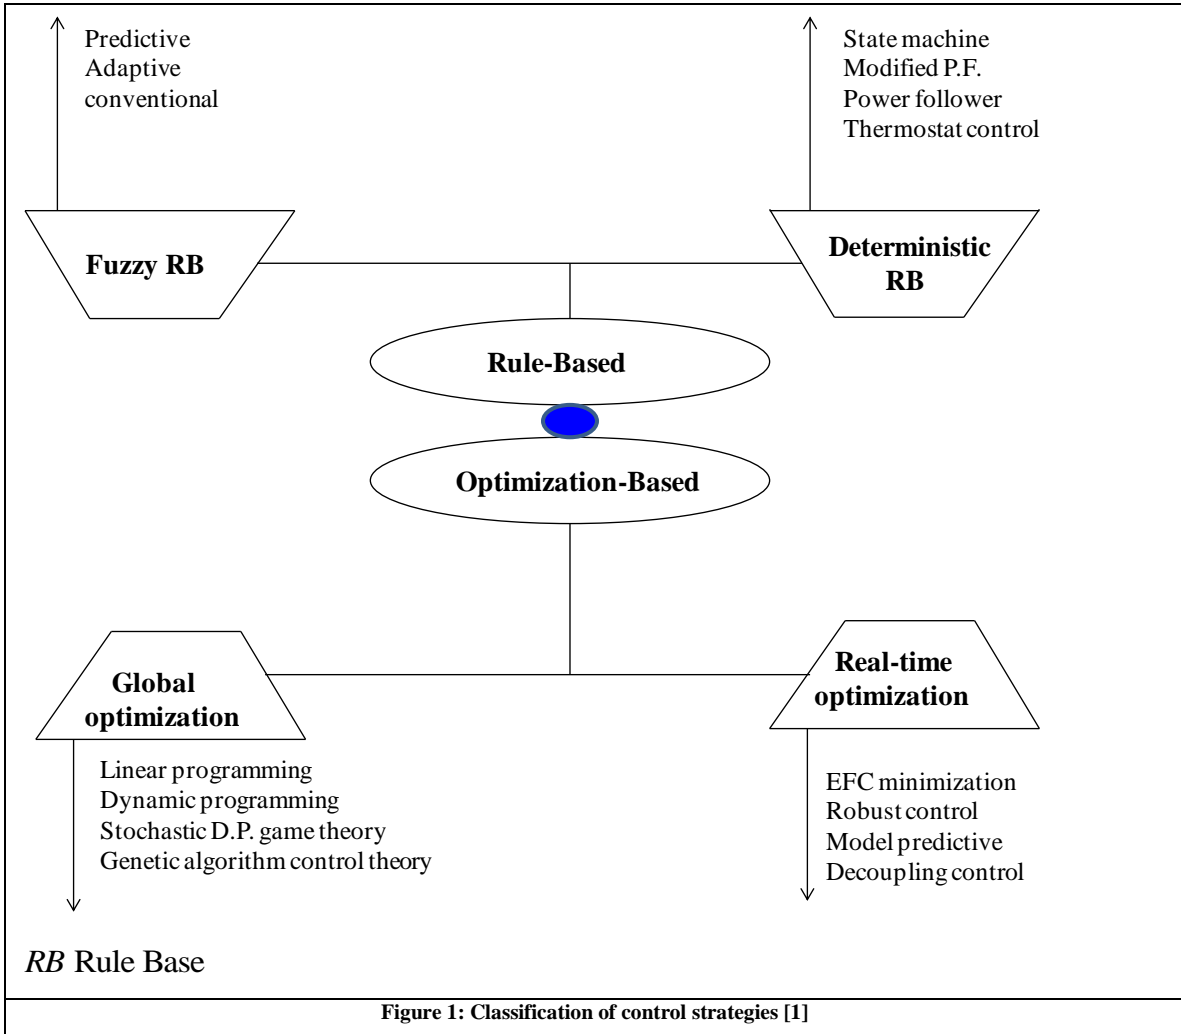 Predictive
Adaptive
conventional
State machine
Modified P.F.
Power follower
Thermostat control
Fuzzy RB
Deterministic
RB
Rule-Based
Optimization-Based
Global
optimization
Real-time
optimization
Linear programming
Dynamic programming
Stochastic D.P. game theory
Genetic algorithm control theory
EFC minimization
Robust control
Model predictive
Decoupling control
RB Rule Base
Figure 1: Classification of control strategies [1]